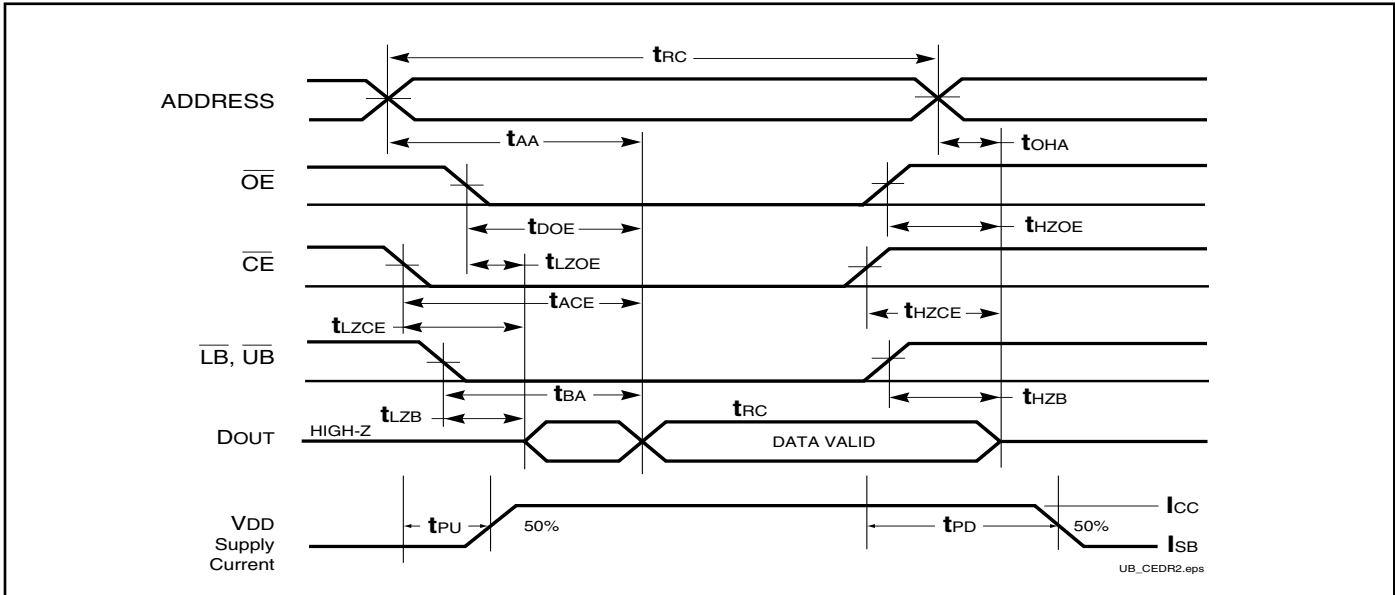 tRC
ADDRESS
tAA
tOHA
OE
tDOE
tHZOE
CE
tLZOE
tACE
tHZCE
tLZCE
LB, UB
tBA
tHZB
tLZB
tRC
DOUT
HIGH-Z
DATA VALID
ICC
VDD
Supply
Current
tPU
50%
tPD
50%
ISB
UB_CEDR2.eps